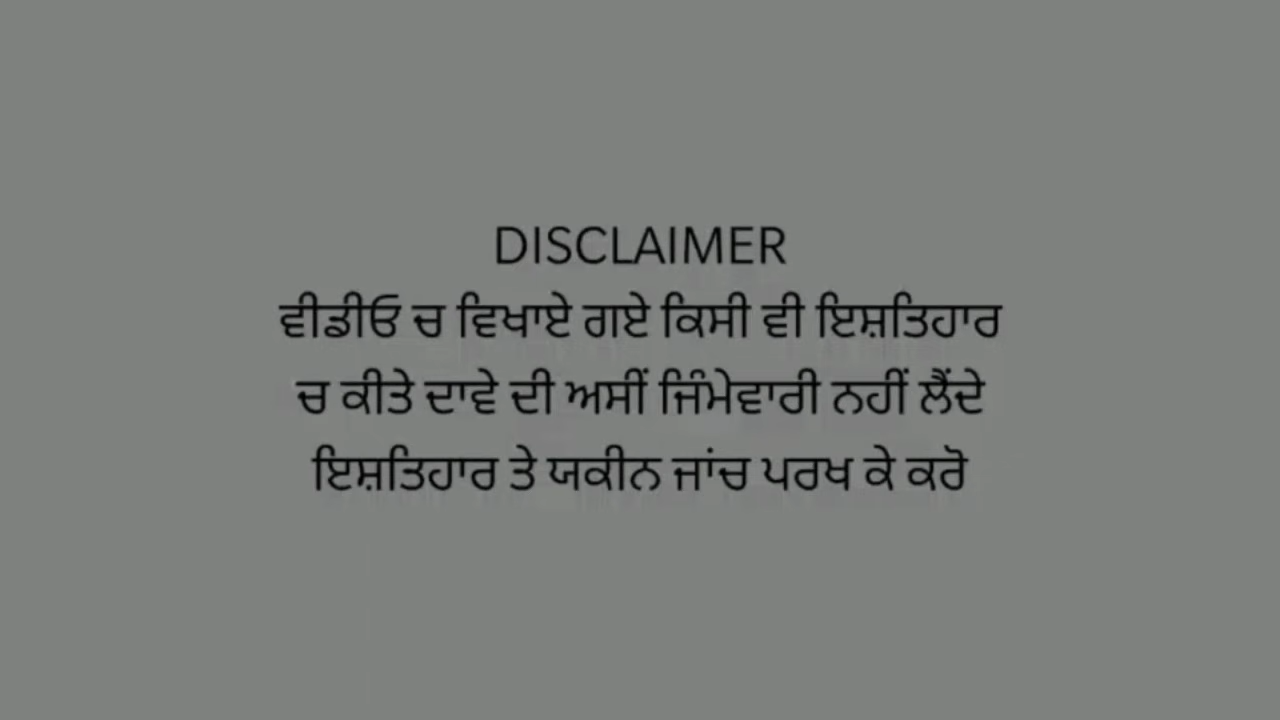 DISCLAIMER
ਵੀਡੀਓ ਚ ਵਿਖਾਏ ਗਏ ਕਿਸੀ ਵੀ ਇਸ਼ਤਿਹਾਰ
ਚ ਕੀਤੇ ਦਾਵੇ ਦੀ ਅਸੀਂ ਜਿੰਮੇਵਾਰੀ ਨਹੀਂ ਲੈਂਦੇ
ਇਸ਼ਤਿਹਾਰ ਤੇ ਯਕੀਨ ਜਾਂਚ ਪਰਖ ਕੇ ਕਰੋ